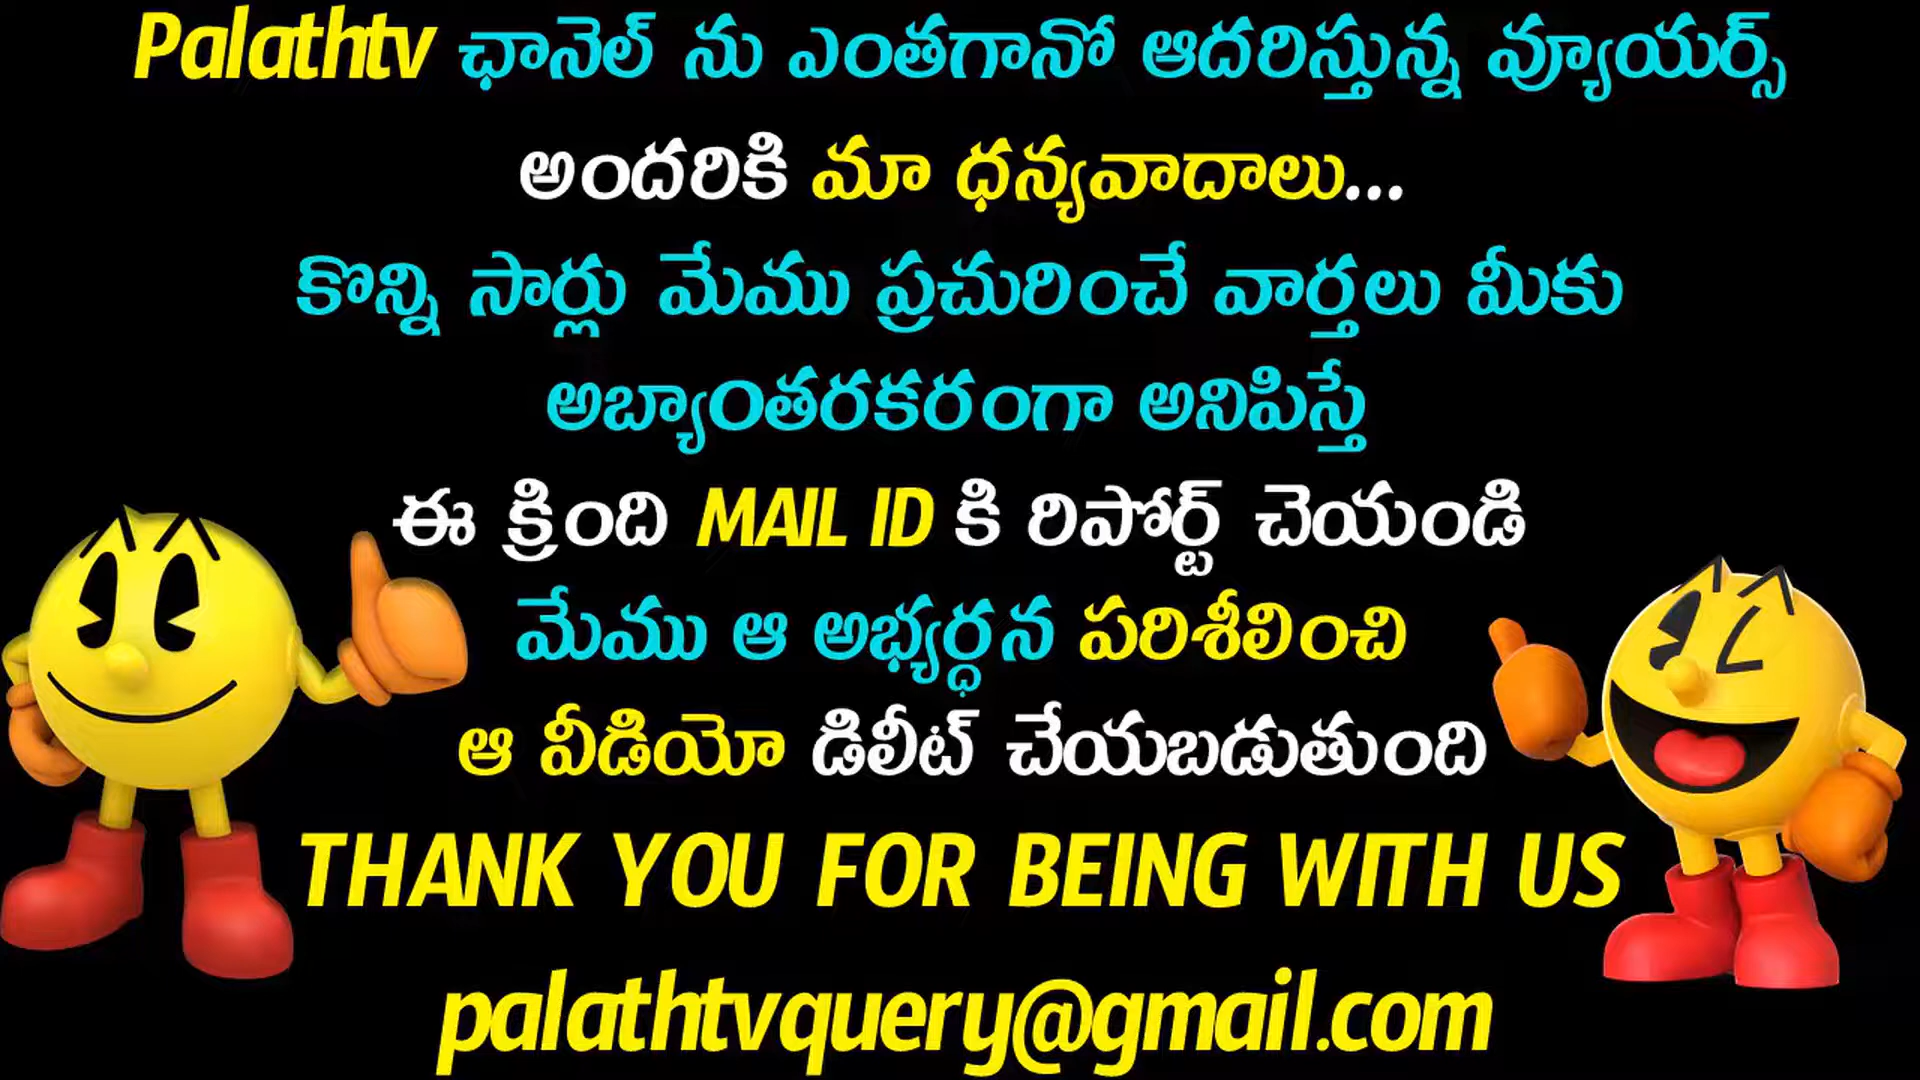 Palathtv ఛానెల్ ను ఎంతగానో ఆదరిస్తున్న వ్యూయర్స్
అందరికి మా ధన్యవాదాలు...
కొన్ని సార్లు మేము ప్రచురించే వార్తలు మీకు
అబ్యాంతరకరంగా అనిపిస్తే
ఈ క్రింది MAIL ID కి రిపోర్ట్ చెయండి
మేము ఆ అభ్యర్ధన పరిశీలించి
ఆ వీడియో డిలీట్ చేయబడుతుంది
THANK YOU FOR BEING WITH US
palathtvquery@gmail.com